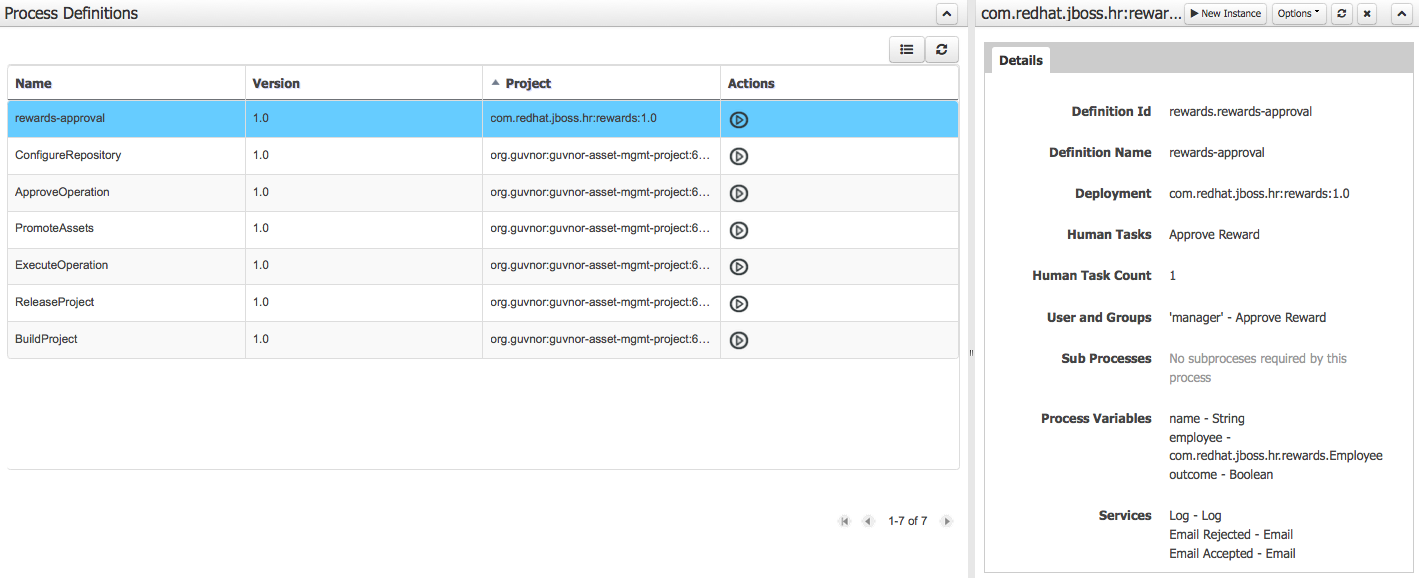 Process Definitions
com.redhat.jboss.hr:rewar... New Instance Options
Name Version Project Actions
rewards-approval 1.0 com.redhat.jboss.hr:rewards:1.0
ConfigureRepository 1.0 org.guvnor:guvnor-asset-mgmt-project:6...
ApproveOperation 1.0 org.guvnor:guvnor-asset-mgmt-project:6...
PromoteAssets 1.0 org.guvnor:guvnor-asset-mgmt-project:6...
ExecuteOperation 1.0 org.guvnor:guvnor-asset-mgmt-project:6...
ReleaseProject 1.0 org.guvnor:guvnor-asset-mgmt-project:6...
BuildProject 1.0 org.guvnor:guvnor-asset-mgmt-project:6...
1-7 of 7
Details
Definition Id rewards.rewards-approval
Definition Name rewards-approval
Deployment com.redhat.jboss.hr:rewards:1.0
Human Tasks Approve Reward
Human Task Count 1
User and Groups 'manager' - Approve Reward
Sub Processes No subproceses required by this
process
Process Variables name - String
employee -
com.redhat.jboss.hr.rewards.Employee
outcome - Boolean
Services Log - Log
Email Rejected - Email
Email Accepted - Email